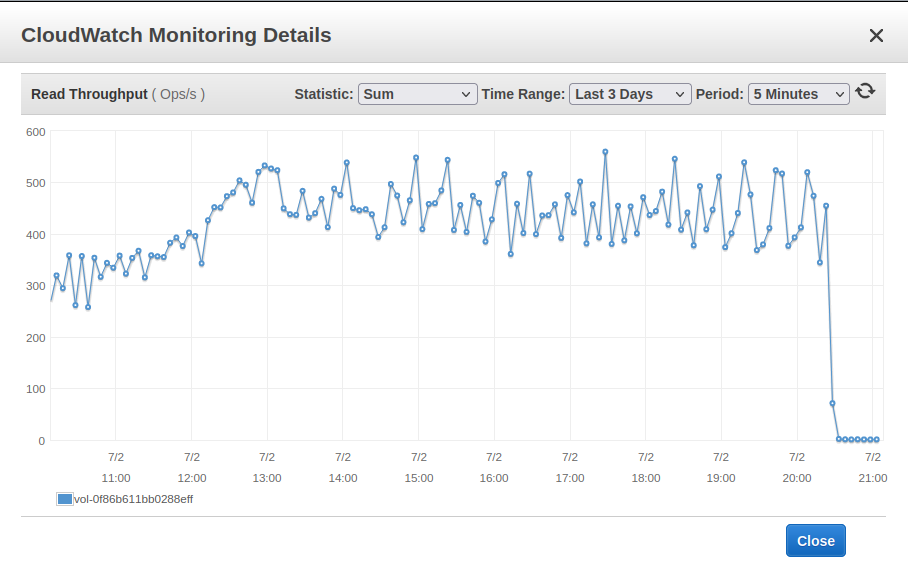 CloudWatch Monitoring Details
Read Throughput ( Ops/s ) Statistic: Sum Time Range: Last 3 Days Period: 5 Minutes
600
500
400
300
200
100
0
7/2 7/2 7/2 7/2 7/2 7/2 7/2 7/2 7/2 7/2 7/2
11:00 12:00 13:00 14:00 15:00 16:00 17:00 18:00 19:00 20:00 21:00
vol-0f86b611bb0288eff
Close